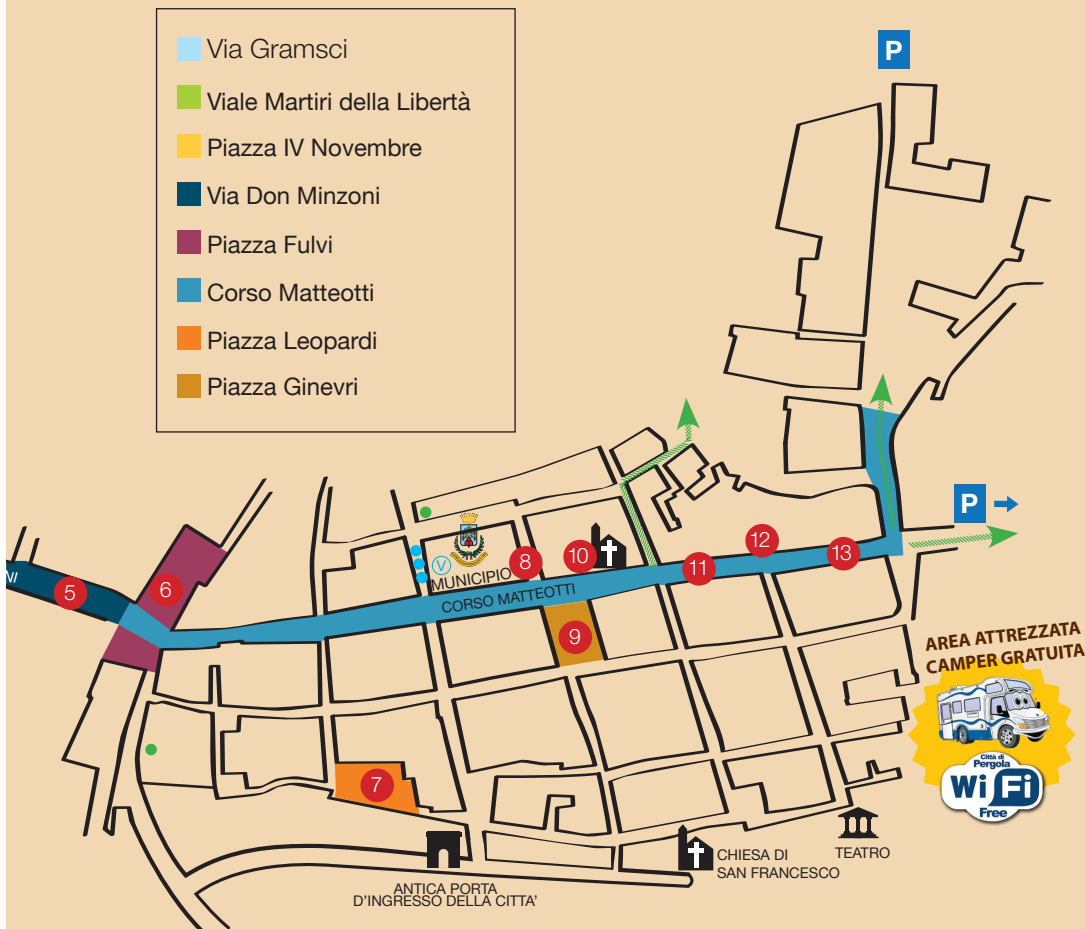 Via Gramsci
Viale Martiri della Libertà
Piazza IV Novembre
Via Don Minzoni
Piazza Fulvi
Corso Matteotti
Piazza Leopardi
Piazza Ginevri
P
P
NI
5
6
V
MUNICIPIO
8
10
CORSO MATTEOTTI
11
12
13
9
7
AREA ATTREZZATA
CAMPER GRATUITA
Città di
Pergola
Wi Fi
Free
ANTICA PORTA
D'INGRESSO DELLA CITTA'
CHIESA DI
SAN FRANCESCO
TEATRO